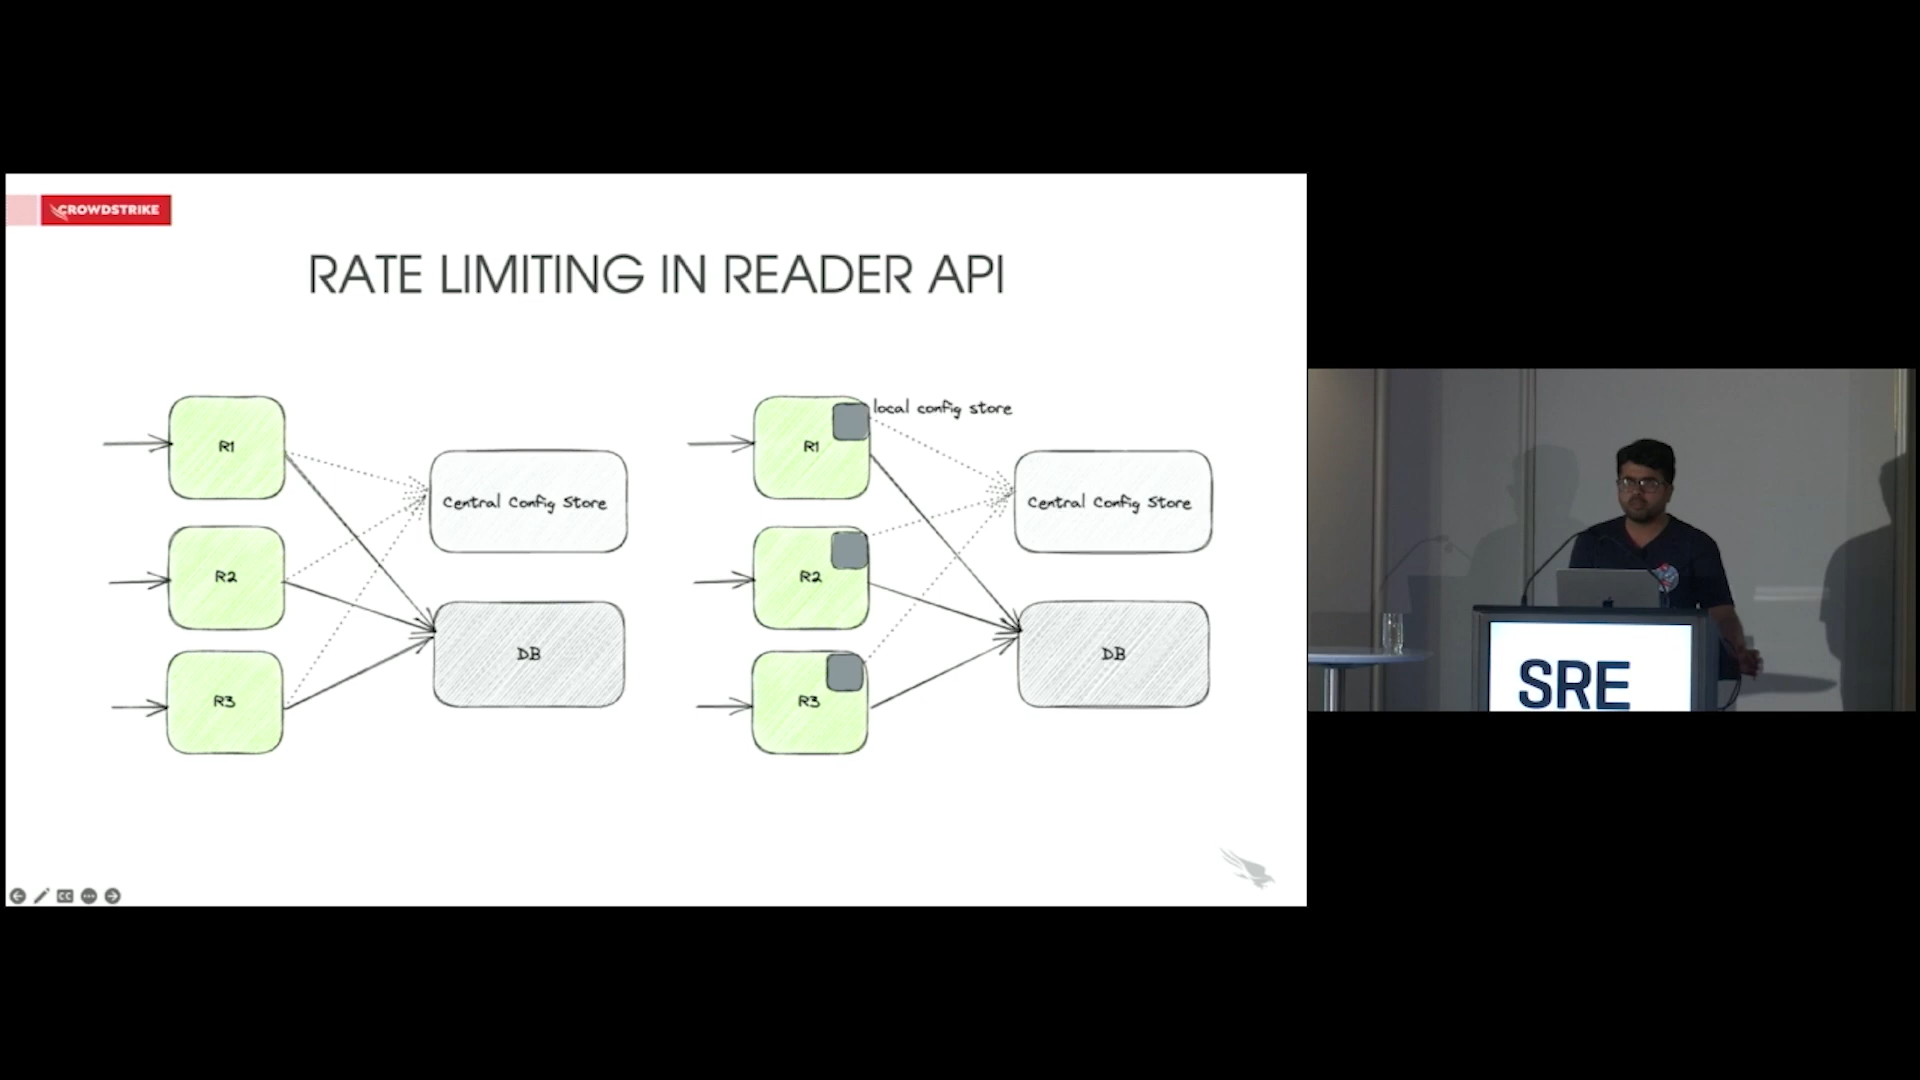 CROWDSTRIKE
RATE LIMITING IN READER API
R1
R2
R3
Central Config Store
DB
local config store
R1
R2
R3
Central Config Store
DB
CC
SRE